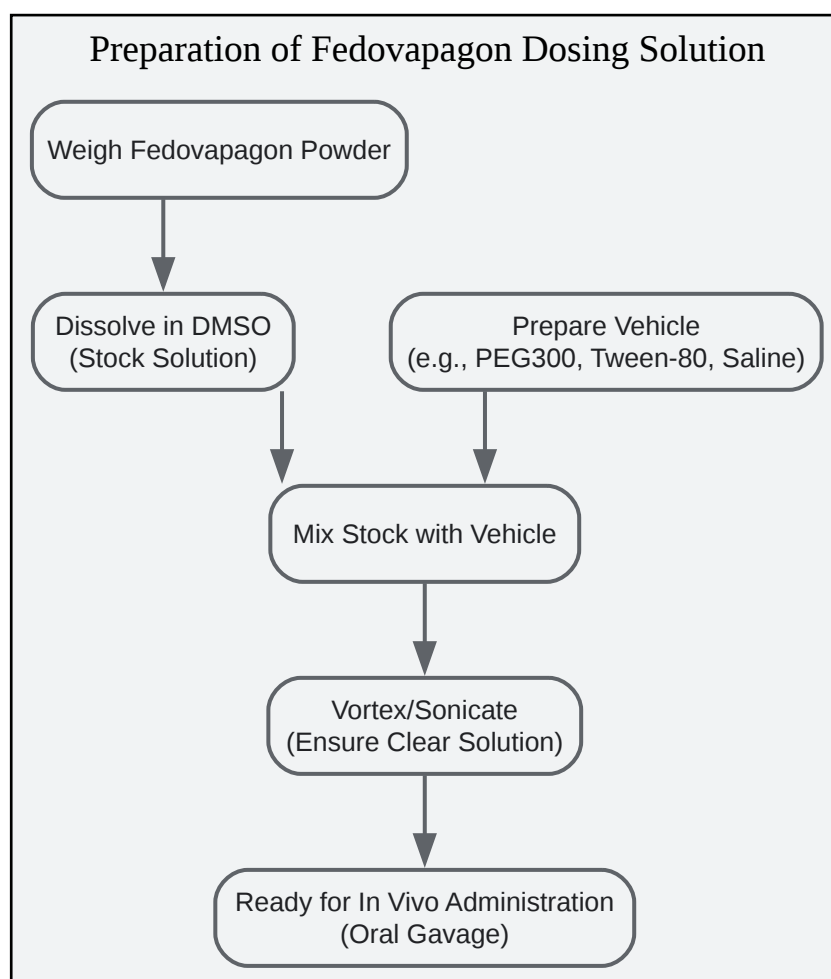 Preparation of Fedovapagon Dosing Solution
Weigh Fedovapagon Powder
Dissolve in DMSO
(Stock Solution)
Prepare Vehicle
(e.g., PEG300, Tween-80, Saline)
Mix Stock with Vehicle
Vortex/Sonicate
(Ensure Clear Solution)
Ready for In Vivo Administration
(Oral Gavage)